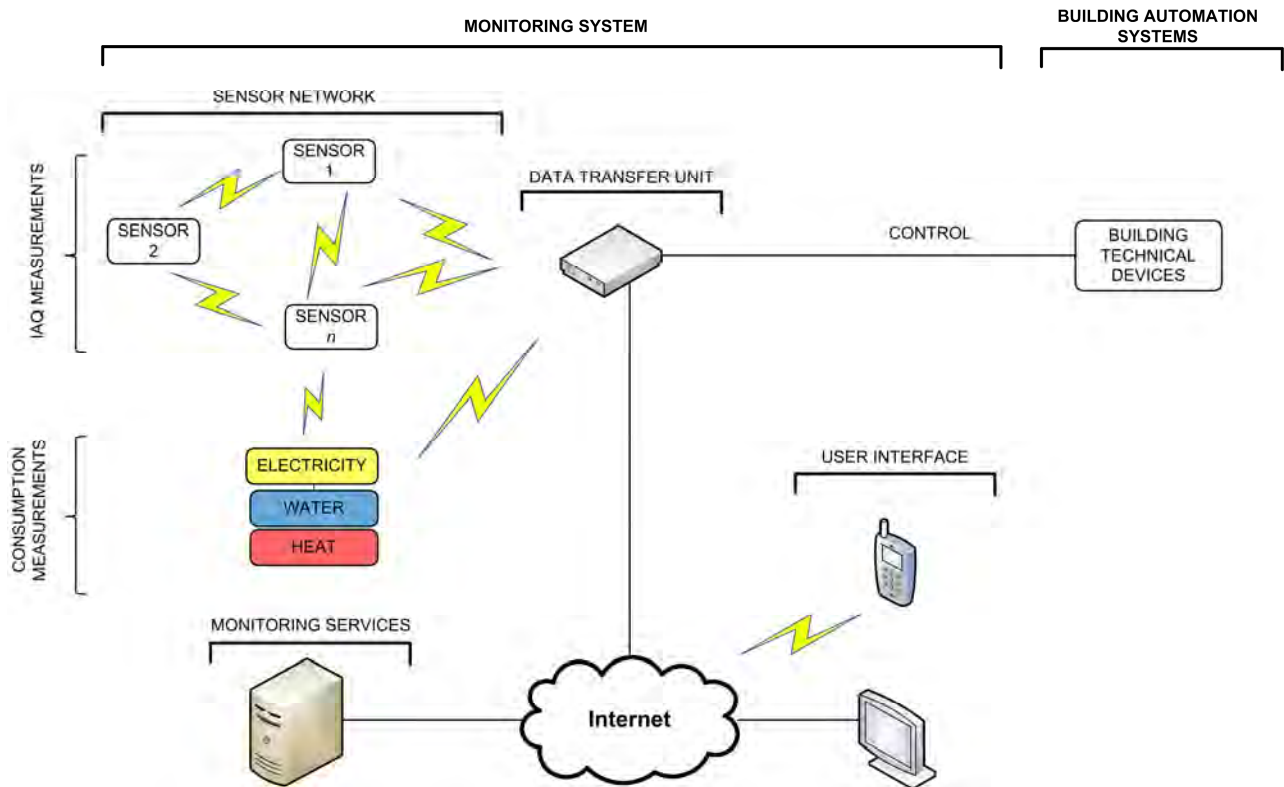 MONITORING SYSTEM
BUILDING AUTOMATION
SYSTEMS
SENSOR NETWORK
IAQ MEASUREMENTS
SENSOR
1
SENSOR
2
SENSOR
n
DATA TRANSFER UNIT
CONTROL
BUILDING
TECHNICAL
DEVICES
CONSUMPTION
MEASUREMENTS
ELECTRICITY
WATER
HEAT
USER INTERFACE
MONITORING SERVICES
Internet